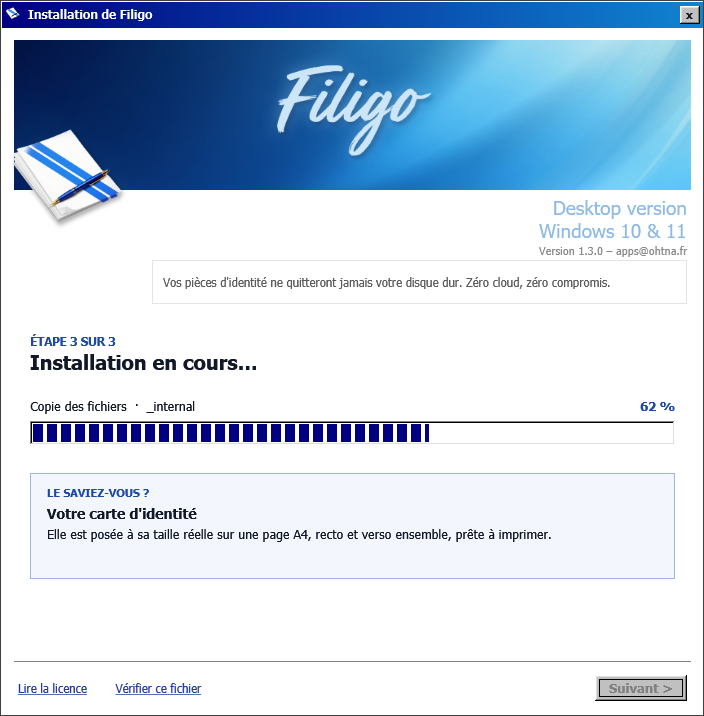 Installation de Filigo
x
Filigo
Desktop version
Windows 10 & 11
Version 1.3.0 – apps@ohtna.fr
Vos pièces d'identité ne quitteront jamais votre disque dur. Zéro cloud, zéro compromis.
ÉTAPE 3 SUR 3
Installation en cours...
Copie des fichiers · _internal
62 %
LE SAVIEZ-VOUS ?
Votre carte d'identité
Elle est posée à sa taille réelle sur une page A4, recto et verso ensemble, prête à imprimer.
Lire la licence
Vérifier ce fichier
Suivant >